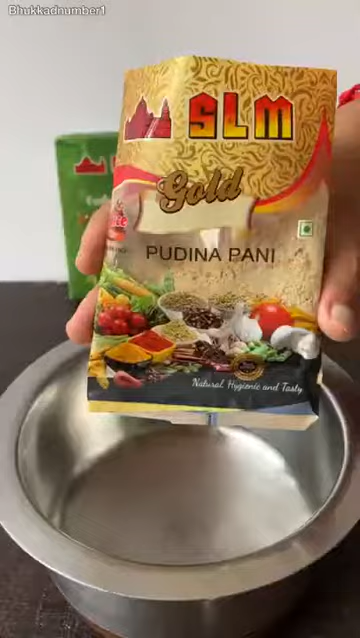 Bhukkadnumber1
SLM
Gold
PUDINA PANI
Natural, Hygienic and Tasty